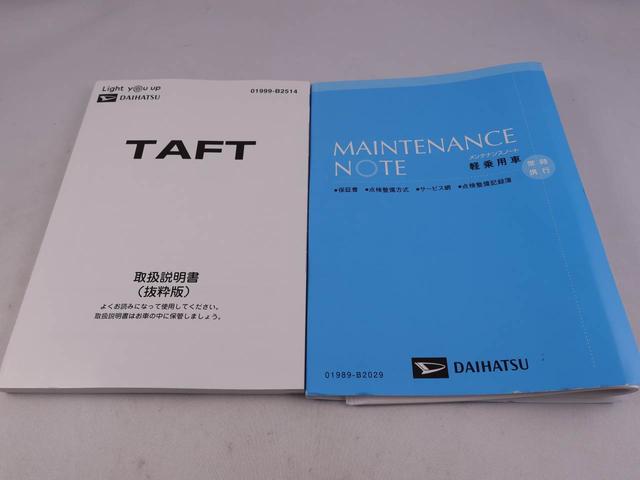 Light you up
DAIHATSU
01999-B2514
TAFT
取扱説明書
（抜粋版）
よくお読みになって使用してください。
取扱説明書はお車の中に保管しましょう。
MAINTENANCE
NOTE
メンテナンスノート
軽乗用車
常時
携行
●保証書 ●点検整備方式 ●サービス網 ●点検整備記録簿
01989-B2029
DAIHATSU